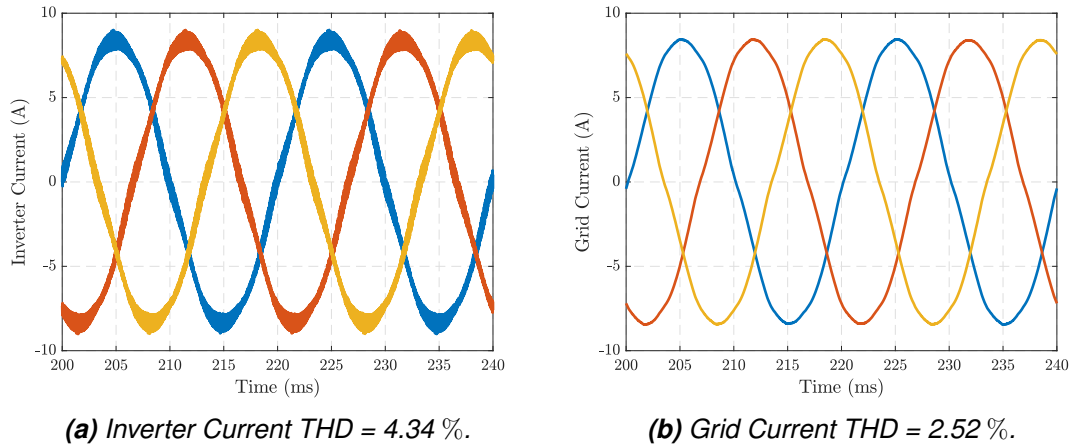 10
5
0
-5
-10
Inverter Current (A)
200 205 210 215 220 225 230 235 240
Time (ms)
(a) Inverter Current THD = 4.34 %.
10
5
0
-5
-10
Grid Current (A)
200 205 210 215 220 225 230 235 240
Time (ms)
(b) Grid Current THD = 2.52 %.